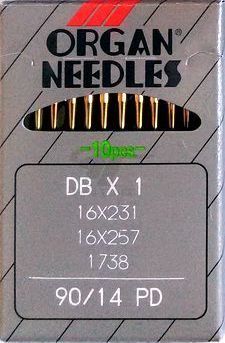 ORGAN®
NEEDLES
-10pcs-
DB X 1
16X231
16X257
1738
90/14 PD